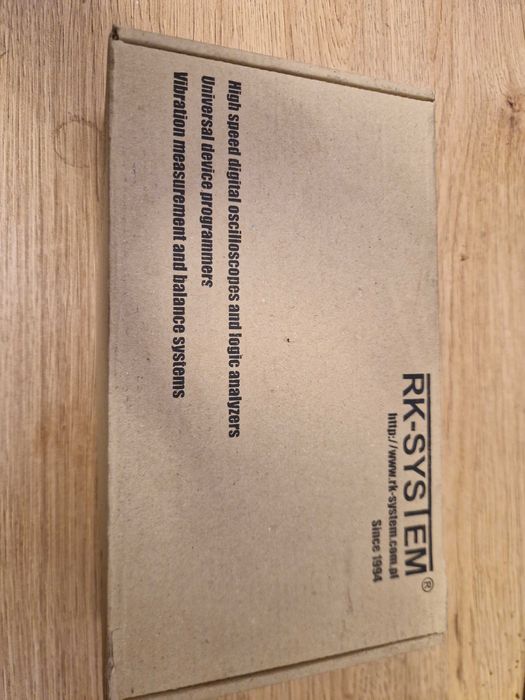 RK-SYSTEM®
http://www.rk-system.com.pl
Since 1994
High speed digital oscilloscopes and logic analyzers
Universal device programmers
Vibration measurement and balance systems